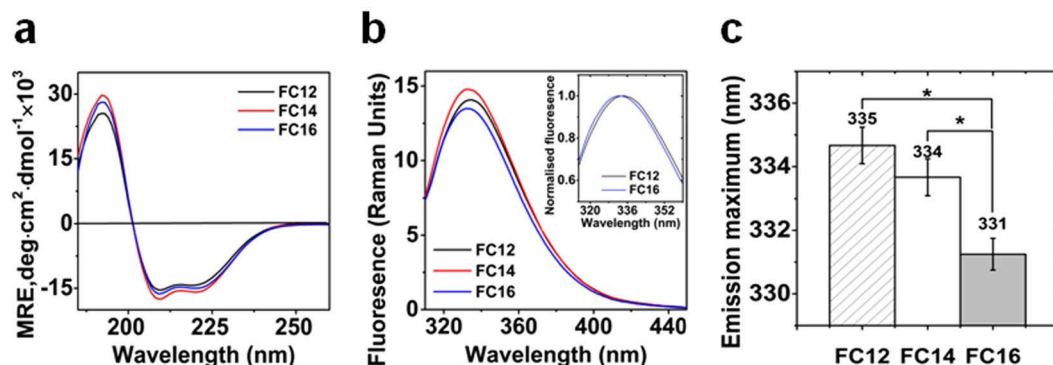 a
MRE,deg·cm²·dmol⁻¹×10³
30
15
0
-15
200
225
250
Wavelength (nm)
FC12
FC14
FC16
b
Fluoresence (Raman Units)
15
10
5
0
310
360
400
440
Wavelength (nm)
FC12
FC14
FC16
Normalised fluoresence
1.0
0.8
0.6
320
336
352
Wavelength (nm)
FC12
FC16
c
Emission maximum (nm)
336
334
332
330
335
334
331
*
*
FC12 FC14 FC16